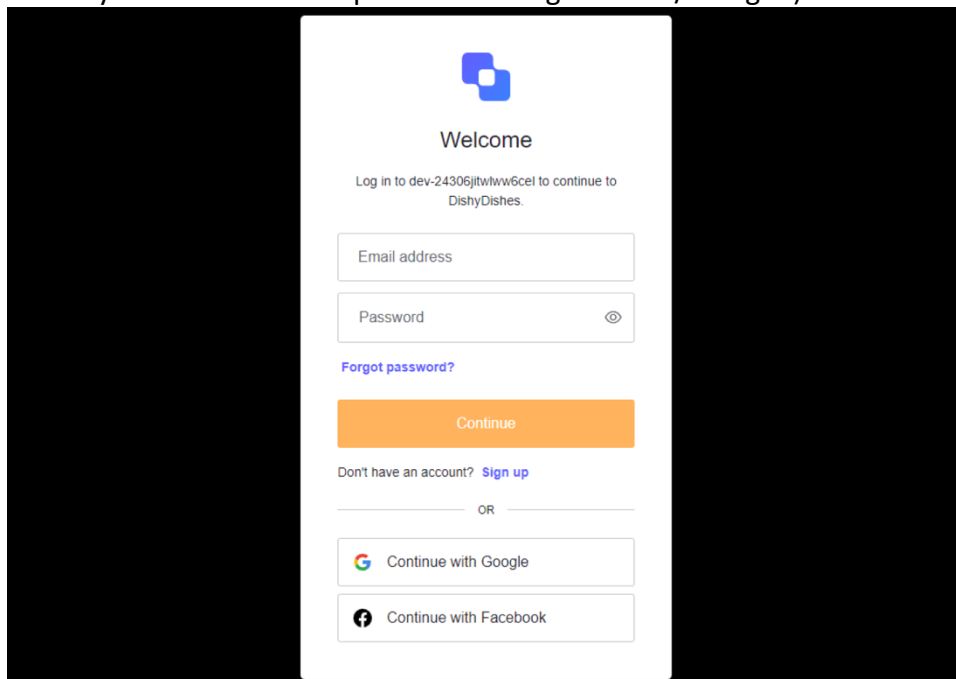 Welcome
Log in to dev-24306jitwlww6cel to continue to
DishyDishes.
Email address
Password
Forgot password?
Continue
Don't have an account? Sign up
OR
Continue with Google
Continue with Facebook